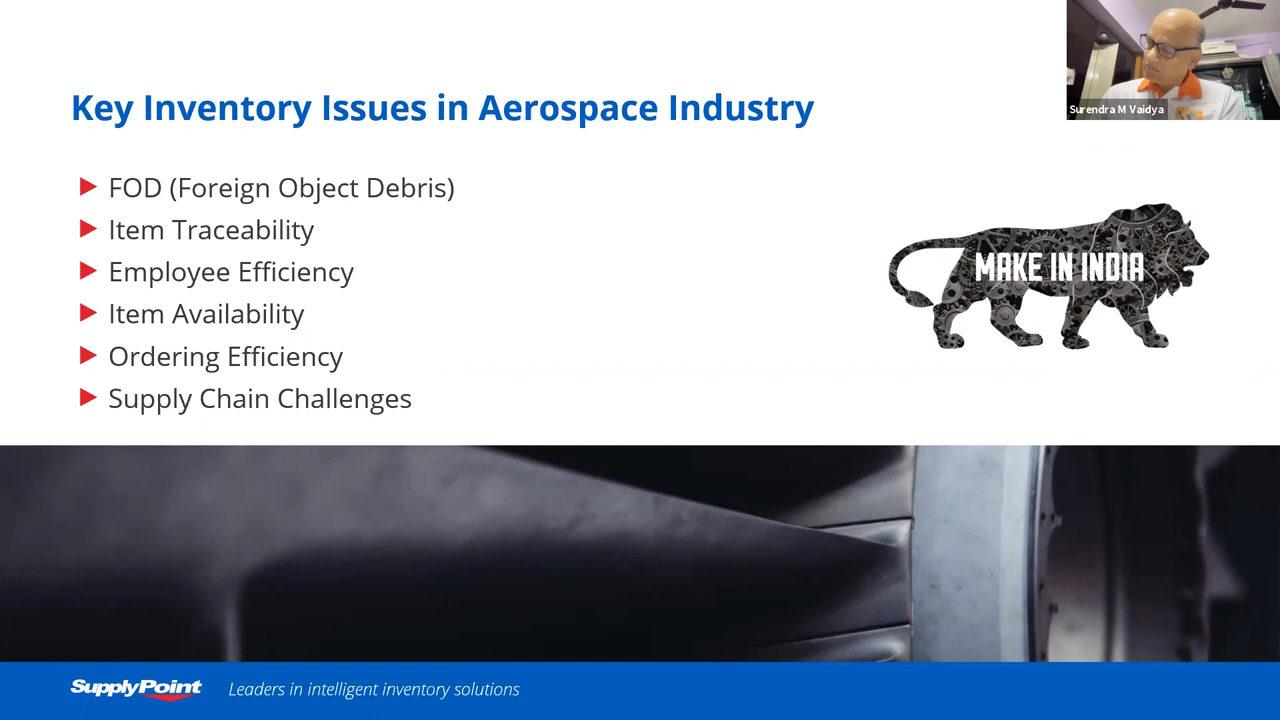 Surendra M Vaidya
Key Inventory Issues in Aerospace Industry
FOD (Foreign Object Debris)
Item Traceability
Employee Efficiency
Item Availability
Ordering Efficiency
Supply Chain Challenges
MAKE IN INDIA
SupplyPoint
Leaders in intelligent inventory solutions